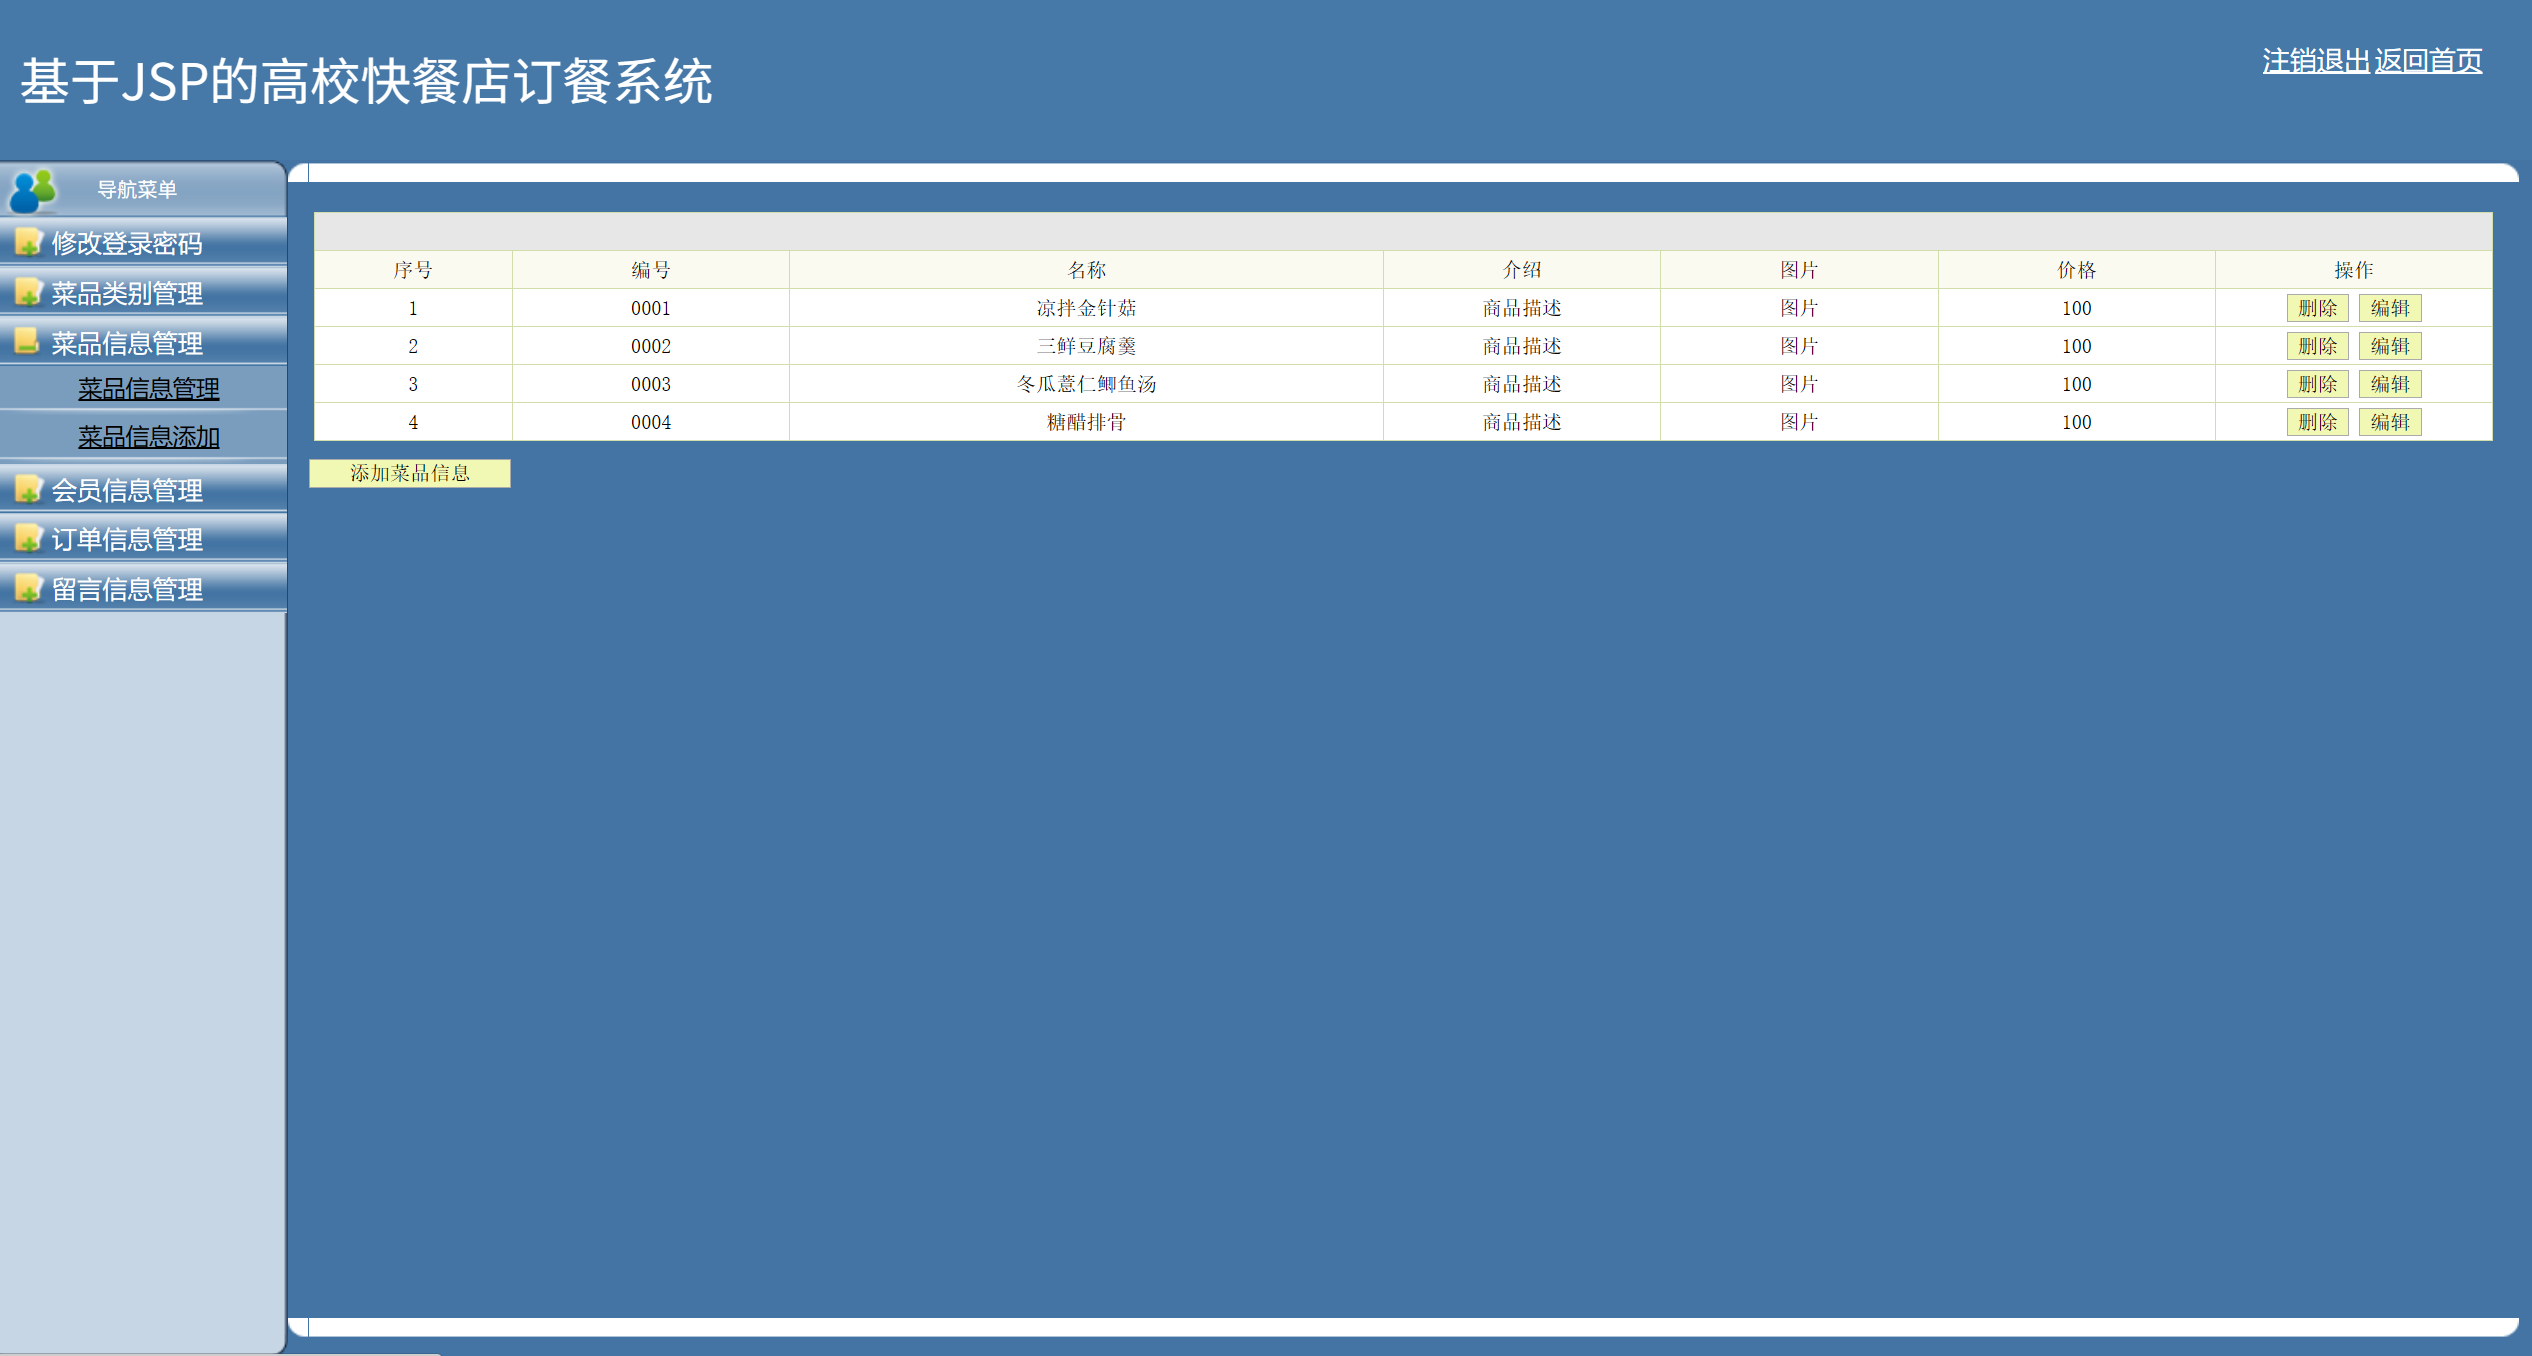 基于JSP的高校快餐店订餐系统
注销退出 返回首页
导航菜单
修改登录密码
菜品类别管理
菜品信息管理
菜品信息管理
菜品信息添加
会员信息管理
订单信息管理
留言信息管理
序号 编号 名称 介绍 图片 价格 操作
1 0001 凉拌金针菇 商品描述 图片 100 删除 编辑
2 0002 三鲜豆腐羹 商品描述 图片 100 删除 编辑
3 0003 冬瓜薏仁鲫鱼汤 商品描述 图片 100 删除 编辑
4 0004 糖醋排骨 商品描述 图片 100 删除 编辑
添加菜品信息